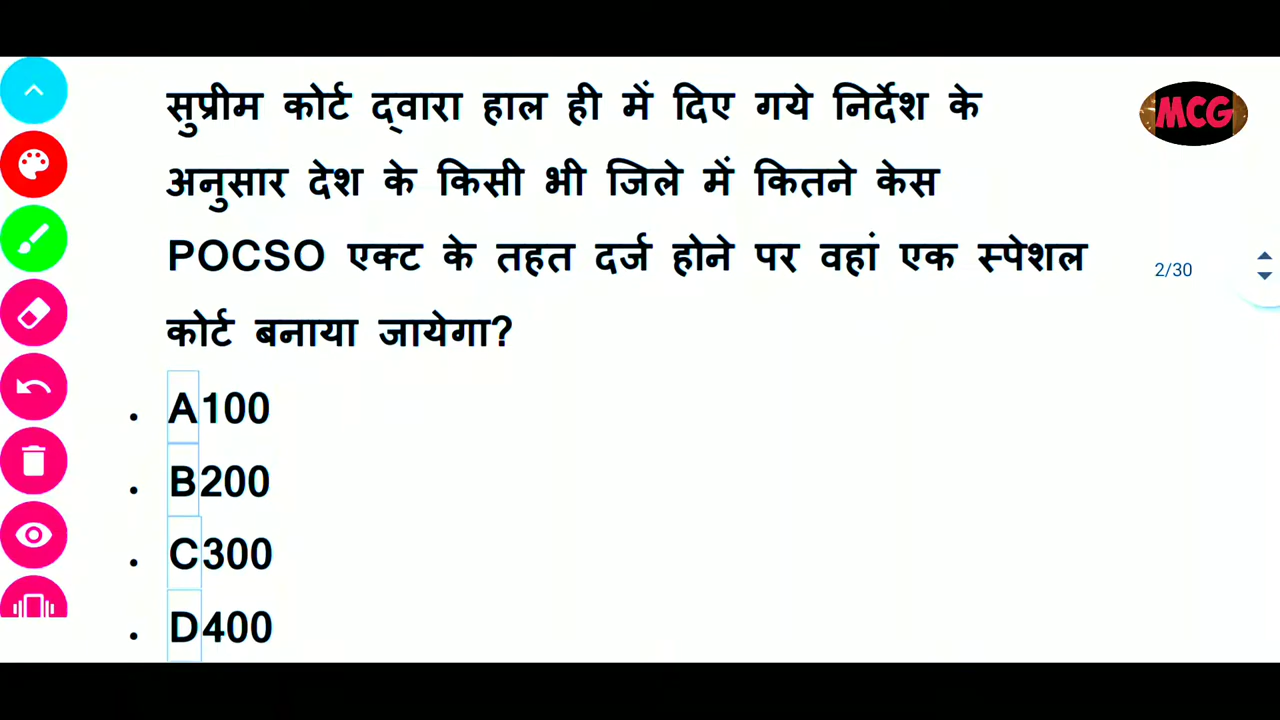 सुप्रीम कोर्ट द्वारा हाल ही में दिए गये निर्देश के
MCG
अनुसार देश के किसी भी जिले में कितने केस
POCSO एक्ट के तहत दर्ज होने पर वहां एक स्पेशल
2/30
कोर्ट बनाया जायेगा?
. A100
. B200
. C300
. D400